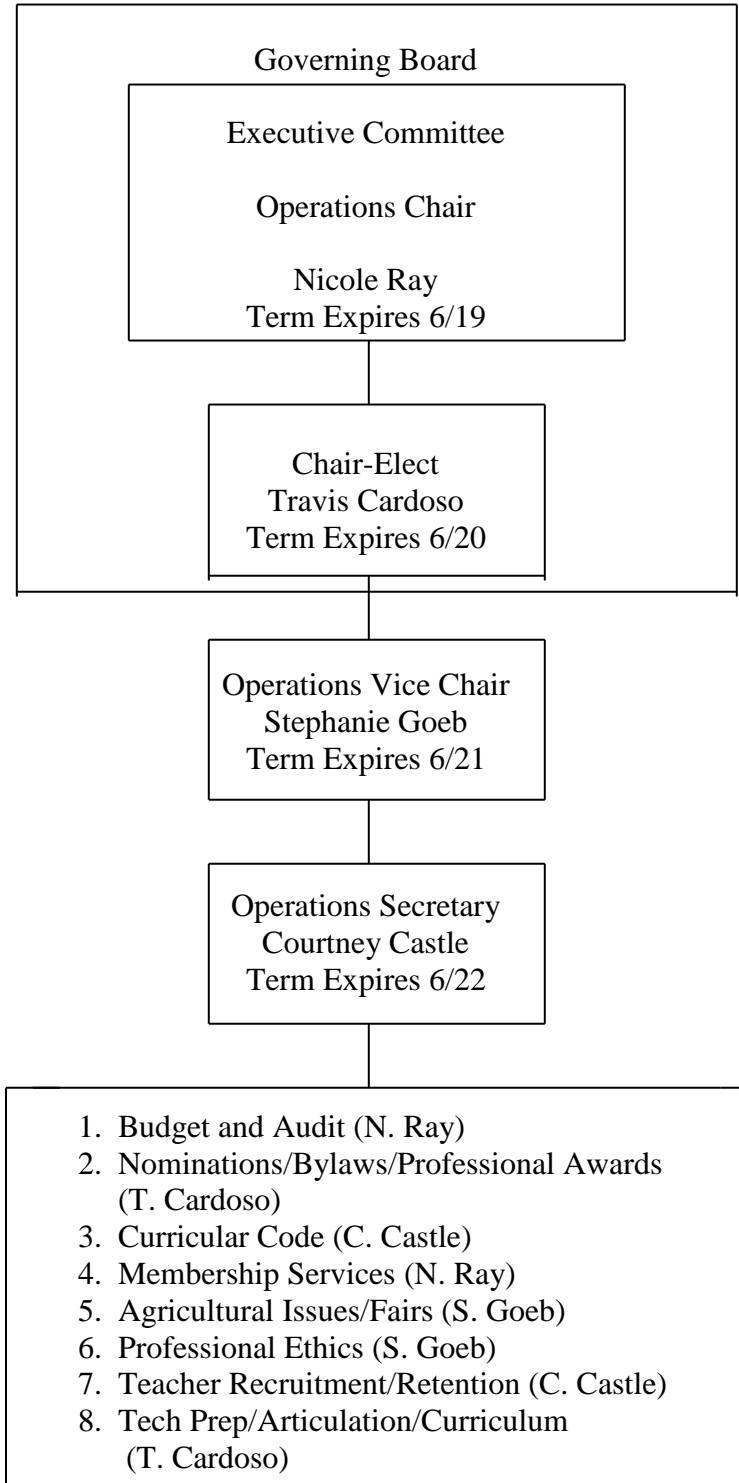 Governing Board
Executive Committee
Operations Chair
Nicole Ray
Term Expires 6/19
Chair-Elect
Travis Cardoso
Term Expires 6/20
Operations Vice Chair
Stephanie Goeb
Term Expires 6/21
Operations Secretary
Courtney Castle
Term Expires 6/22
1. Budget and Audit (N. Ray)
2. Nominations/Bylaws/Professional Awards
(T. Cardoso)
3. Curricular Code (C. Castle)
4. Membership Services (N. Ray)
5. Agricultural Issues/Fairs (S. Goeb)
6. Professional Ethics (S. Goeb)
7. Teacher Recruitment/Retention (C. Castle)
8. Tech Prep/Articulation/Curriculum
(T. Cardoso)